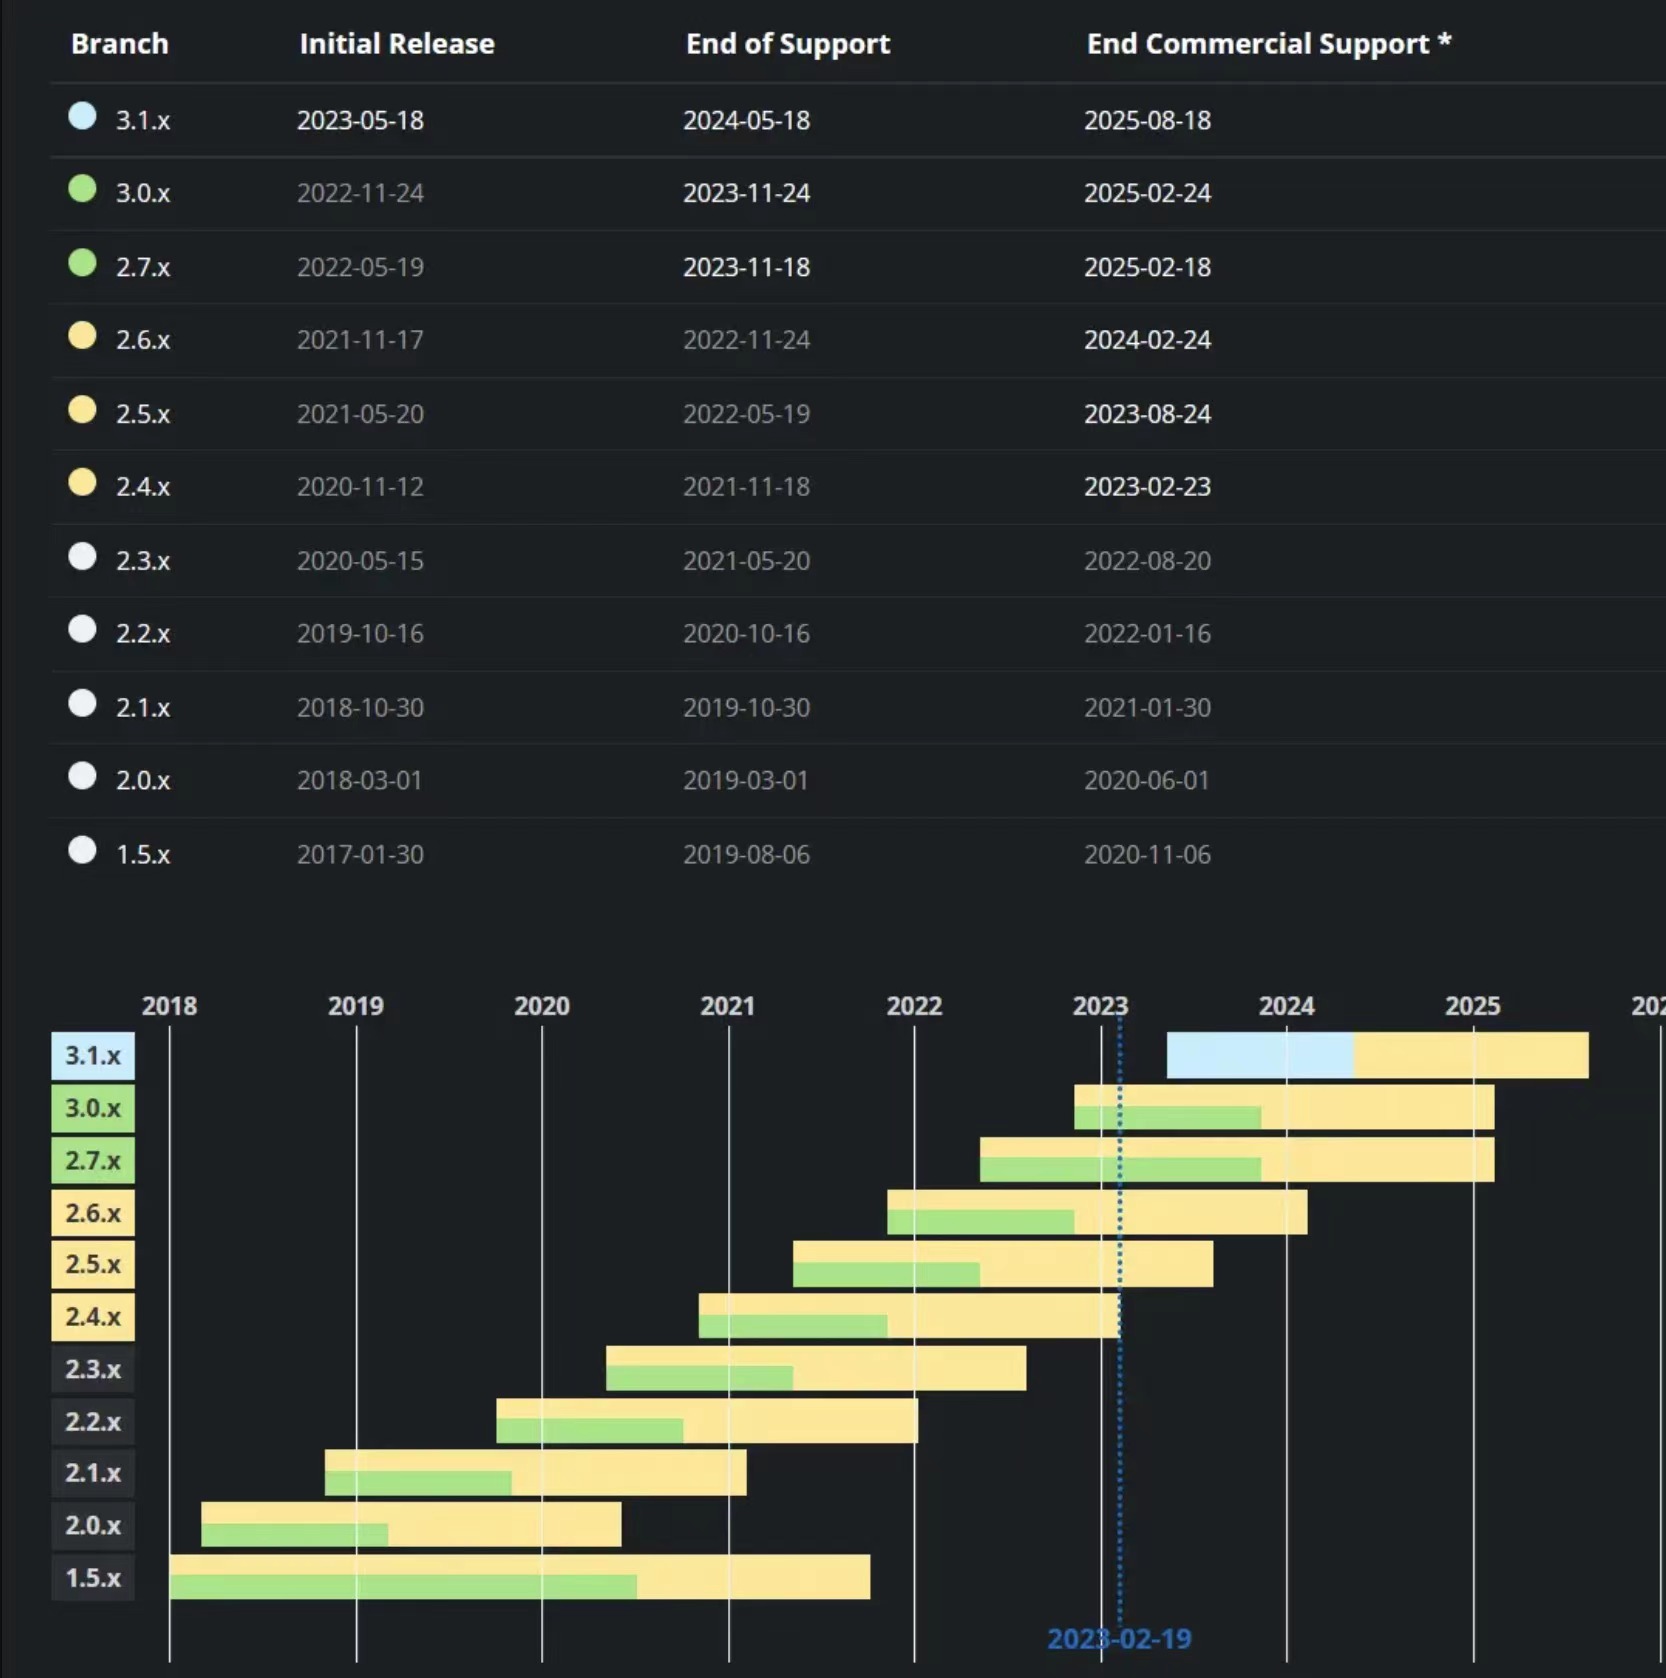 Branch Initial Release End of Support End Commercial Support *
3.1.x 2023-05-18 2024-05-18 2025-08-18
3.0.x 2022-11-24 2023-11-24 2025-02-24
2.7.x 2022-05-19 2023-11-18 2025-02-18
2.6.x 2021-11-17 2022-11-24 2024-02-24
2.5.x 2021-05-20 2022-05-19 2023-08-24
2.4.x 2020-11-12 2021-11-18 2023-02-23
2.3.x 2020-05-15 2021-05-20 2022-08-20
2.2.x 2019-10-16 2020-10-16 2022-01-16
2.1.x 2018-10-30 2019-10-30 2021-01-30
2.0.x 2018-03-01 2019-03-01 2020-06-01
1.5.x 2017-01-30 2019-08-06 2020-11-06
2018 2019 2020 2021 2022 2023 2024 2025
3.1.x
3.0.x
2.7.x
2.6.x
2.5.x
2.4.x
2.3.x
2.2.x
2.1.x
2.0.x
1.5.x
2023-02-19